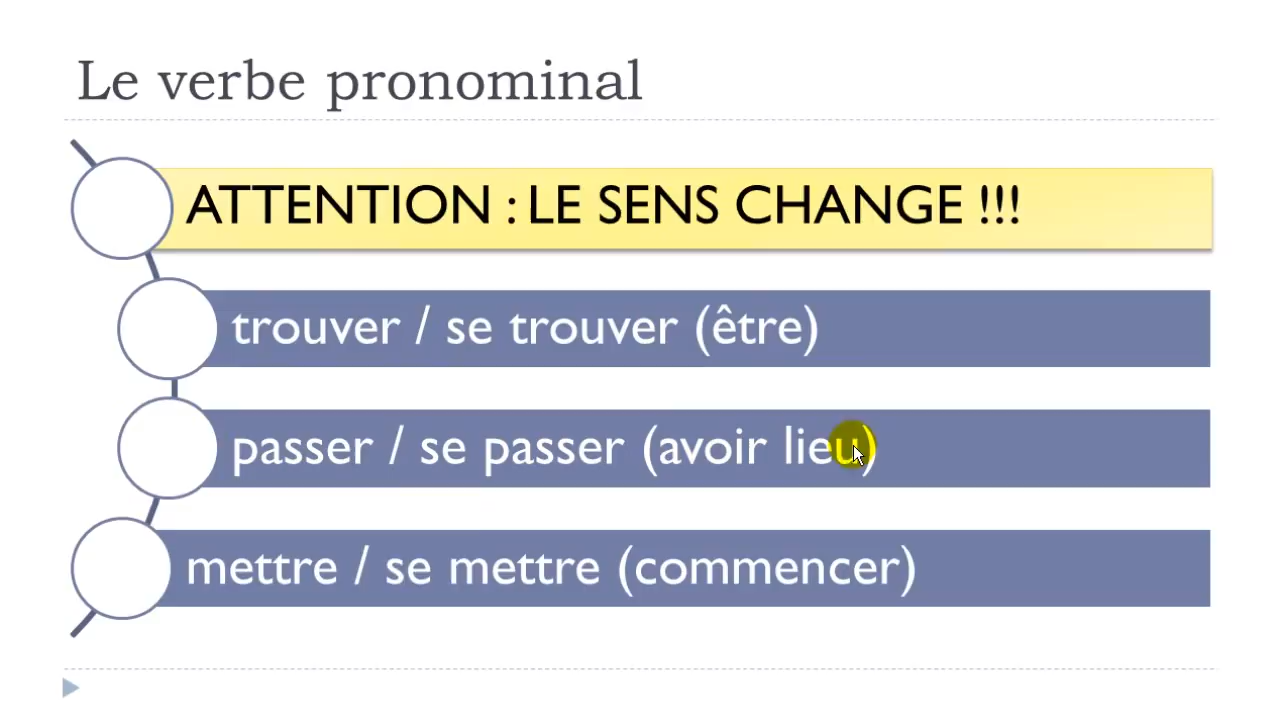 Le verbe pronominal
ATTENTION : LE SENS CHANGE !!!
trouver / se trouver (être)
passer / se passer (avoir lieu)
mettre / se mettre (commencer)